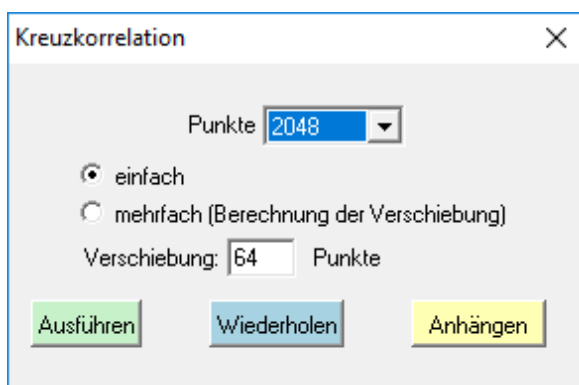 Kreuzkorrelation
Punkte 2048
einfach
mehrfach (Berechnung der Verschiebung)
Verschiebung: 64 Punkte
Ausführen Wiederholen Anhängen